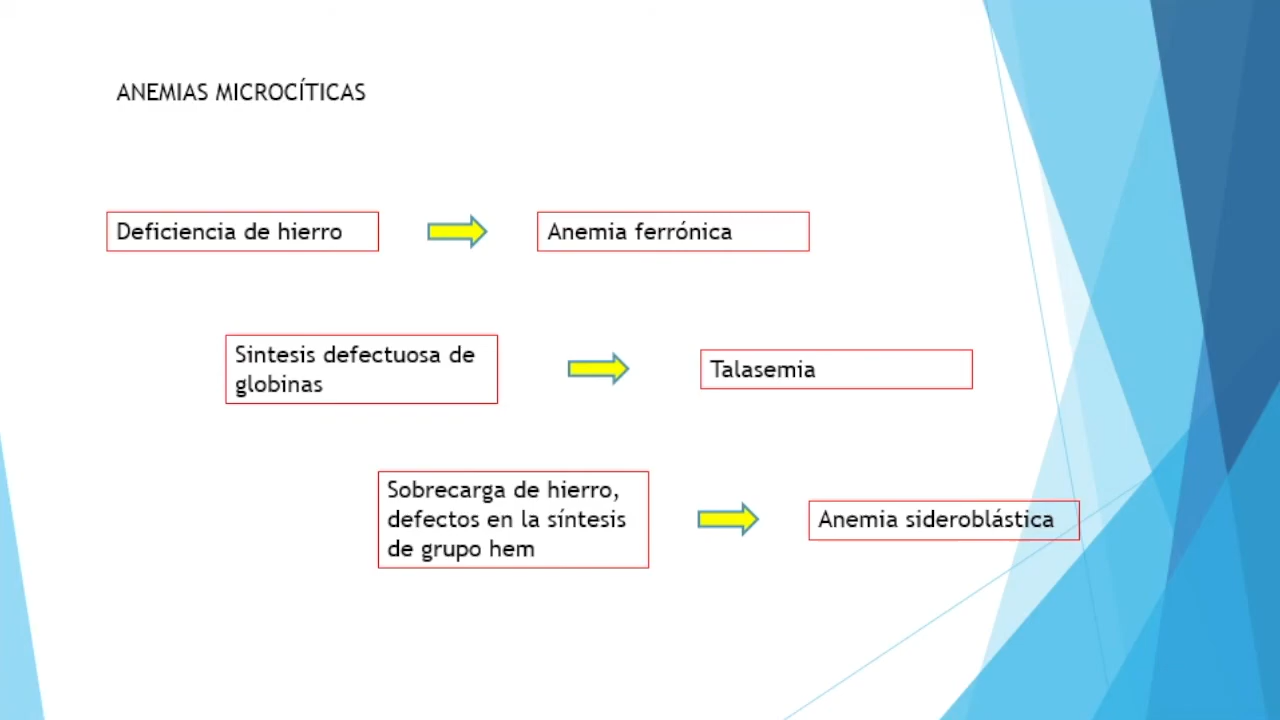 ANEMIAS MICROCÍTICAS
Deficiencia de hierro
Anemia ferrónica
Sintesis defectuosa de
globinas
Talasemia
Sobrecarga de hierro,
defectos en la síntesis
de grupo hem
Anemia sideroblástica